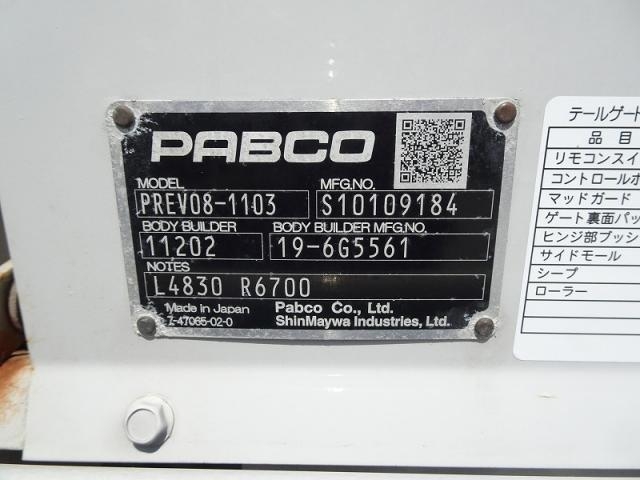 PABCO
MODEL MFG.NO.
PREV08-1103 S10109184
BODY BUILDER BODY BUILDER MFG.NO.
11202 19-6G5561
NOTES
L4830 R6700
Made in Japan Pabco Co., Ltd.
7-47065-02-0 ShinMaywa Industries, Ltd.
テールゲート
品目
リモコンスイ
コントロールボ
マッドガード
ゲート裏面パッ
ヒンジ部ブッシ
サイドモール
シーブ
ローラー